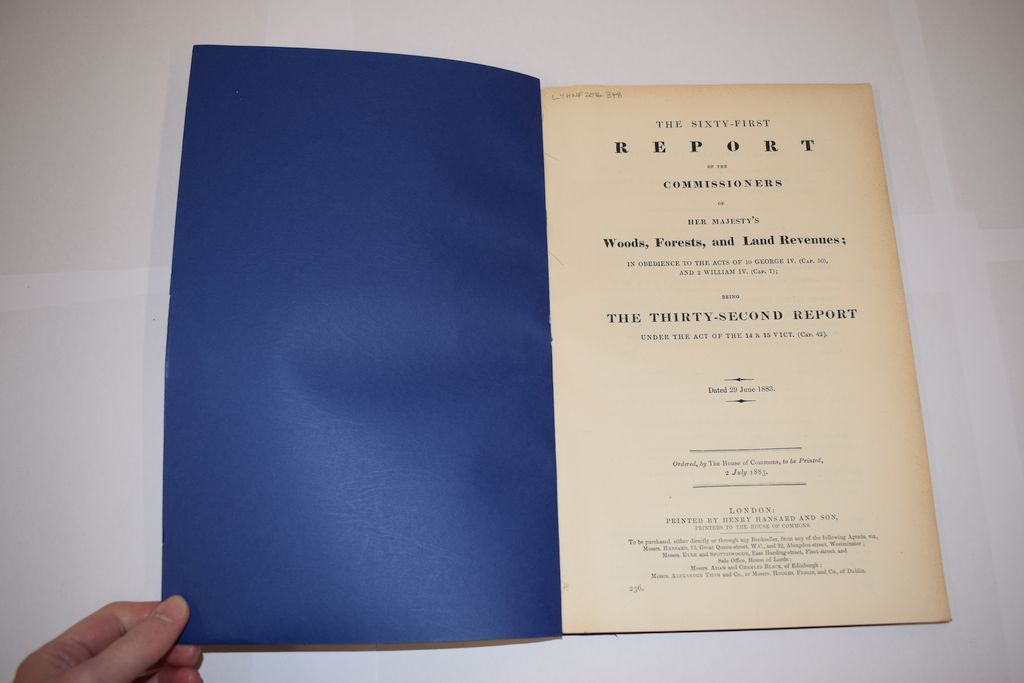 LYHNF 2016.348
THE SIXTY-FIRST
REPORT
OF THE
COMMISSIONERS
OF
HER MAJESTY'S
Woods, Forests, and Land Revenues;
IN OBEDIENCE TO THE ACTS OF 10 GEORGE IV. (CAP. 50),
AND 2 WILLIAM IV. (CAP. 1);
BEING
THE THIRTY-SECOND REPORT
UNDER THE ACT OF THE 14 & 15 VICT. (CAP. 42).
Dated 29 June 1883.
Ordered, by The House of Commons, to be Printed,
2 July 1883.
LONDON:
PRINTED BY HENRY HANSARD AND SON,
PRINTERS TO THE HOUSE OF COMMONS.
To be purchased, either directly or through any Bookseller, from any of the following Agents, viz.,
Messrs. HANSARD, 13, Great Queen-street, W.C., and 32, Abingdon-street, Westminster;
Messrs. EYRE and SPOTTISWOODE, East Harding-street, Fleet-street, and
Sale Office, House of Lords;
Messrs. ADAM and CHARLES BLACK, of Edinburgh;
Messrs. ALEXANDER THOM and Co., or Messrs. HODGES, FIGGIS, and Co., of Dublin.
236.